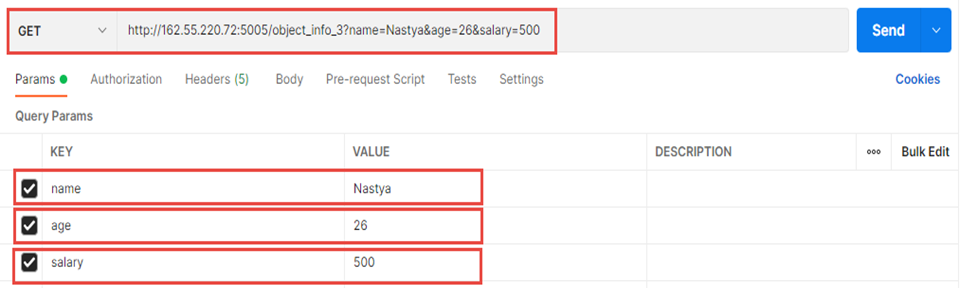 GET http://162.55.220.72:5005/object_info_3?name=Nastya&age=26&salary=500 Send
Params Authorization Headers (5) Body Pre-request Script Tests Settings Cookies
Query Params
KEY VALUE DESCRIPTION ooo Bulk Edit
name Nastya
age 26
salary 500